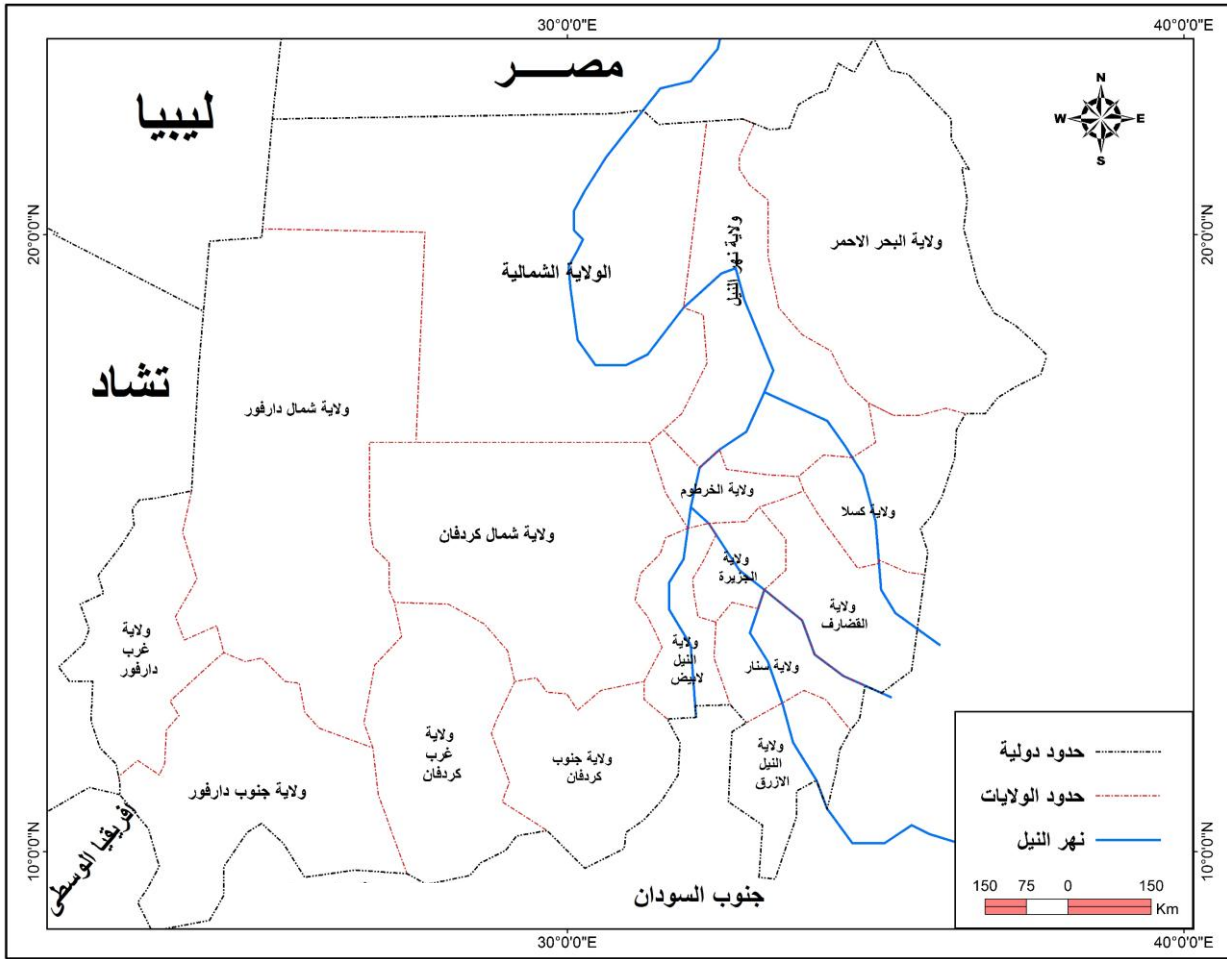 30°0'0"E
40°0'0"E
مصـــــر
ليبيا
N
W
E
S
20°0'0"N
20°0'0"N
ولاية نهر النيل
ولاية البحر الاحمر
الولاية الشمالية
تشاد
ولاية شمال دارفور
ولاية الخرطوم
ولاية كسلا
ولاية شمال كردفان
ولاية
الجزيرة
ولاية
القضارف
ولاية
غرب
دارفور
ولاية
النيل
لابيض
ولاية سنار
ولاية
غرب
كردفان
ولاية جنوب
كردفان
ولاية
النيل
الازرق
ولاية جنوب دارفور
افريقيا الوسطى
جنوب السودان
حدود دولية
حدود الولايات
نهر النيل
150 75 0 150
Km
10°0'0"N
10°0'0"N
30°0'0"E
40°0'0"E